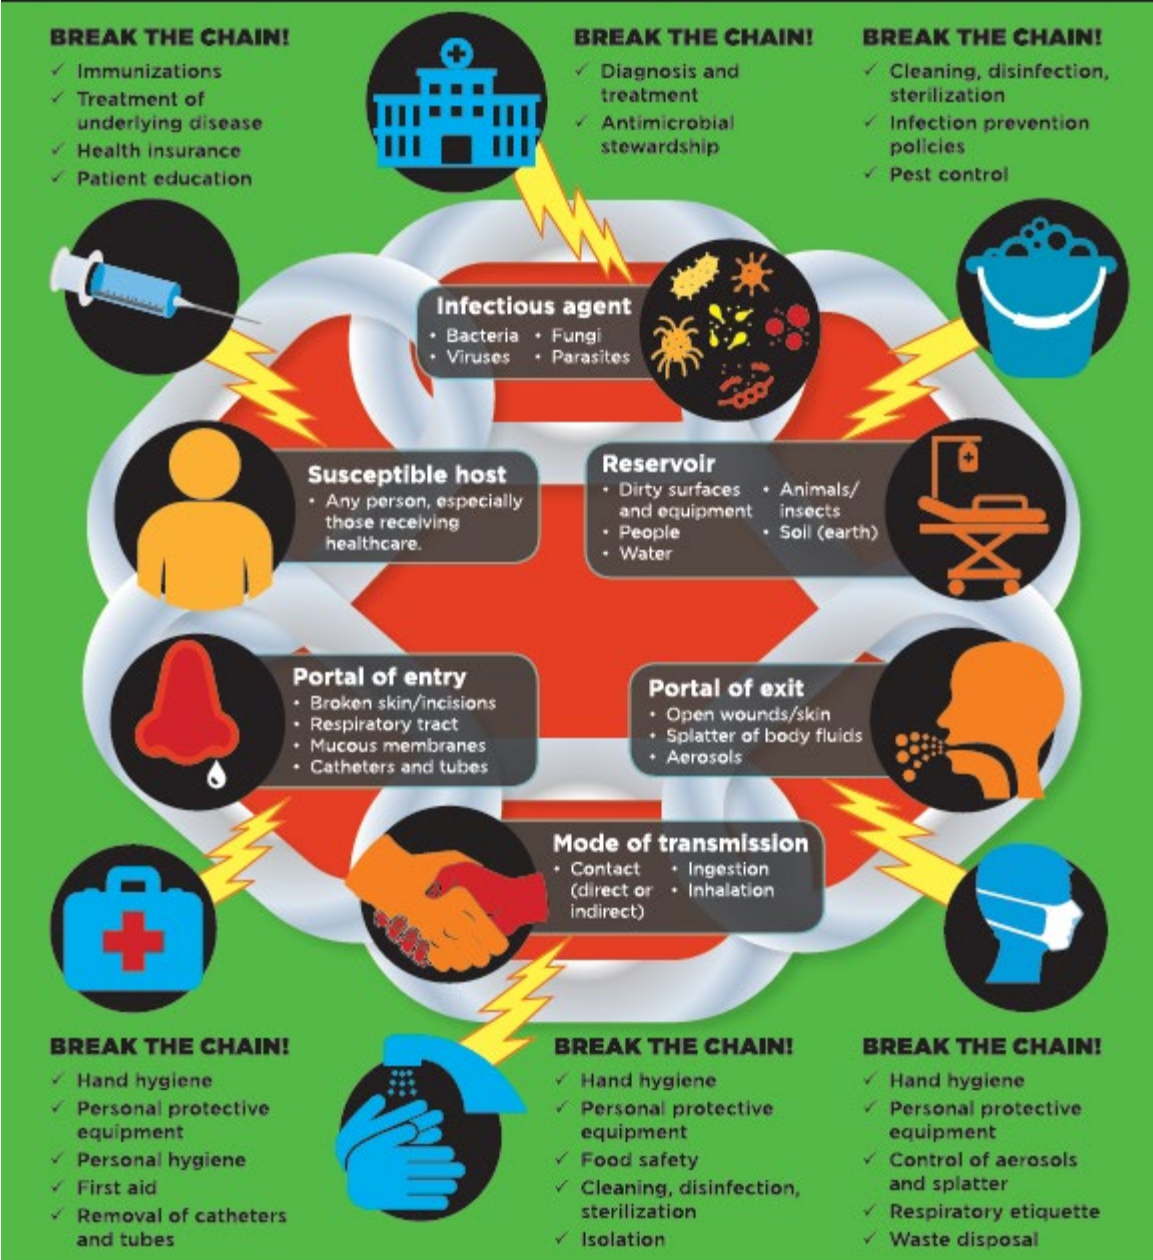 BREAK THE CHAIN!
✓ Immunizations
✓ Treatment of
underlying disease
✓ Health insurance
✓ Patient education
BREAK THE CHAIN!
✓ Diagnosis and
treatment
✓ Antimicrobial
stewardship
BREAK THE CHAIN!
✓ Cleaning, disinfection,
sterilization
✓ Infection prevention
policies
✓ Pest control
Infectious agent
• Bacteria • Fungi
• Viruses • Parasites
Susceptible host
• Any person, especially
those receiving
healthcare.
Reservoir
• Dirty surfaces
and equipment
• People
• Water
• Animals/
insects
• Soil (earth)
Portal of entry
• Broken skin/incisions
• Respiratory tract
• Mucous membranes
• Catheters and tubes
Portal of exit
• Open wounds/skin
• Splatter of body fluids
• Aerosols
Mode of transmission
• Contact
(direct or
indirect)
• Ingestion
• Inhalation
BREAK THE CHAIN!
✓ Hand hygiene
✓ Personal protective
equipment
✓ Personal hygiene
✓ First aid
✓ Removal of catheters
and tubes
BREAK THE CHAIN!
✓ Hand hygiene
✓ Personal protective
equipment
✓ Food safety
✓ Cleaning, disinfection,
sterilization
✓ Isolation
BREAK THE CHAIN!
✓ Hand hygiene
✓ Personal protective
equipment
✓ Control of aerosols
and splatter
✓ Respiratory etiquette
✓ Waste disposal